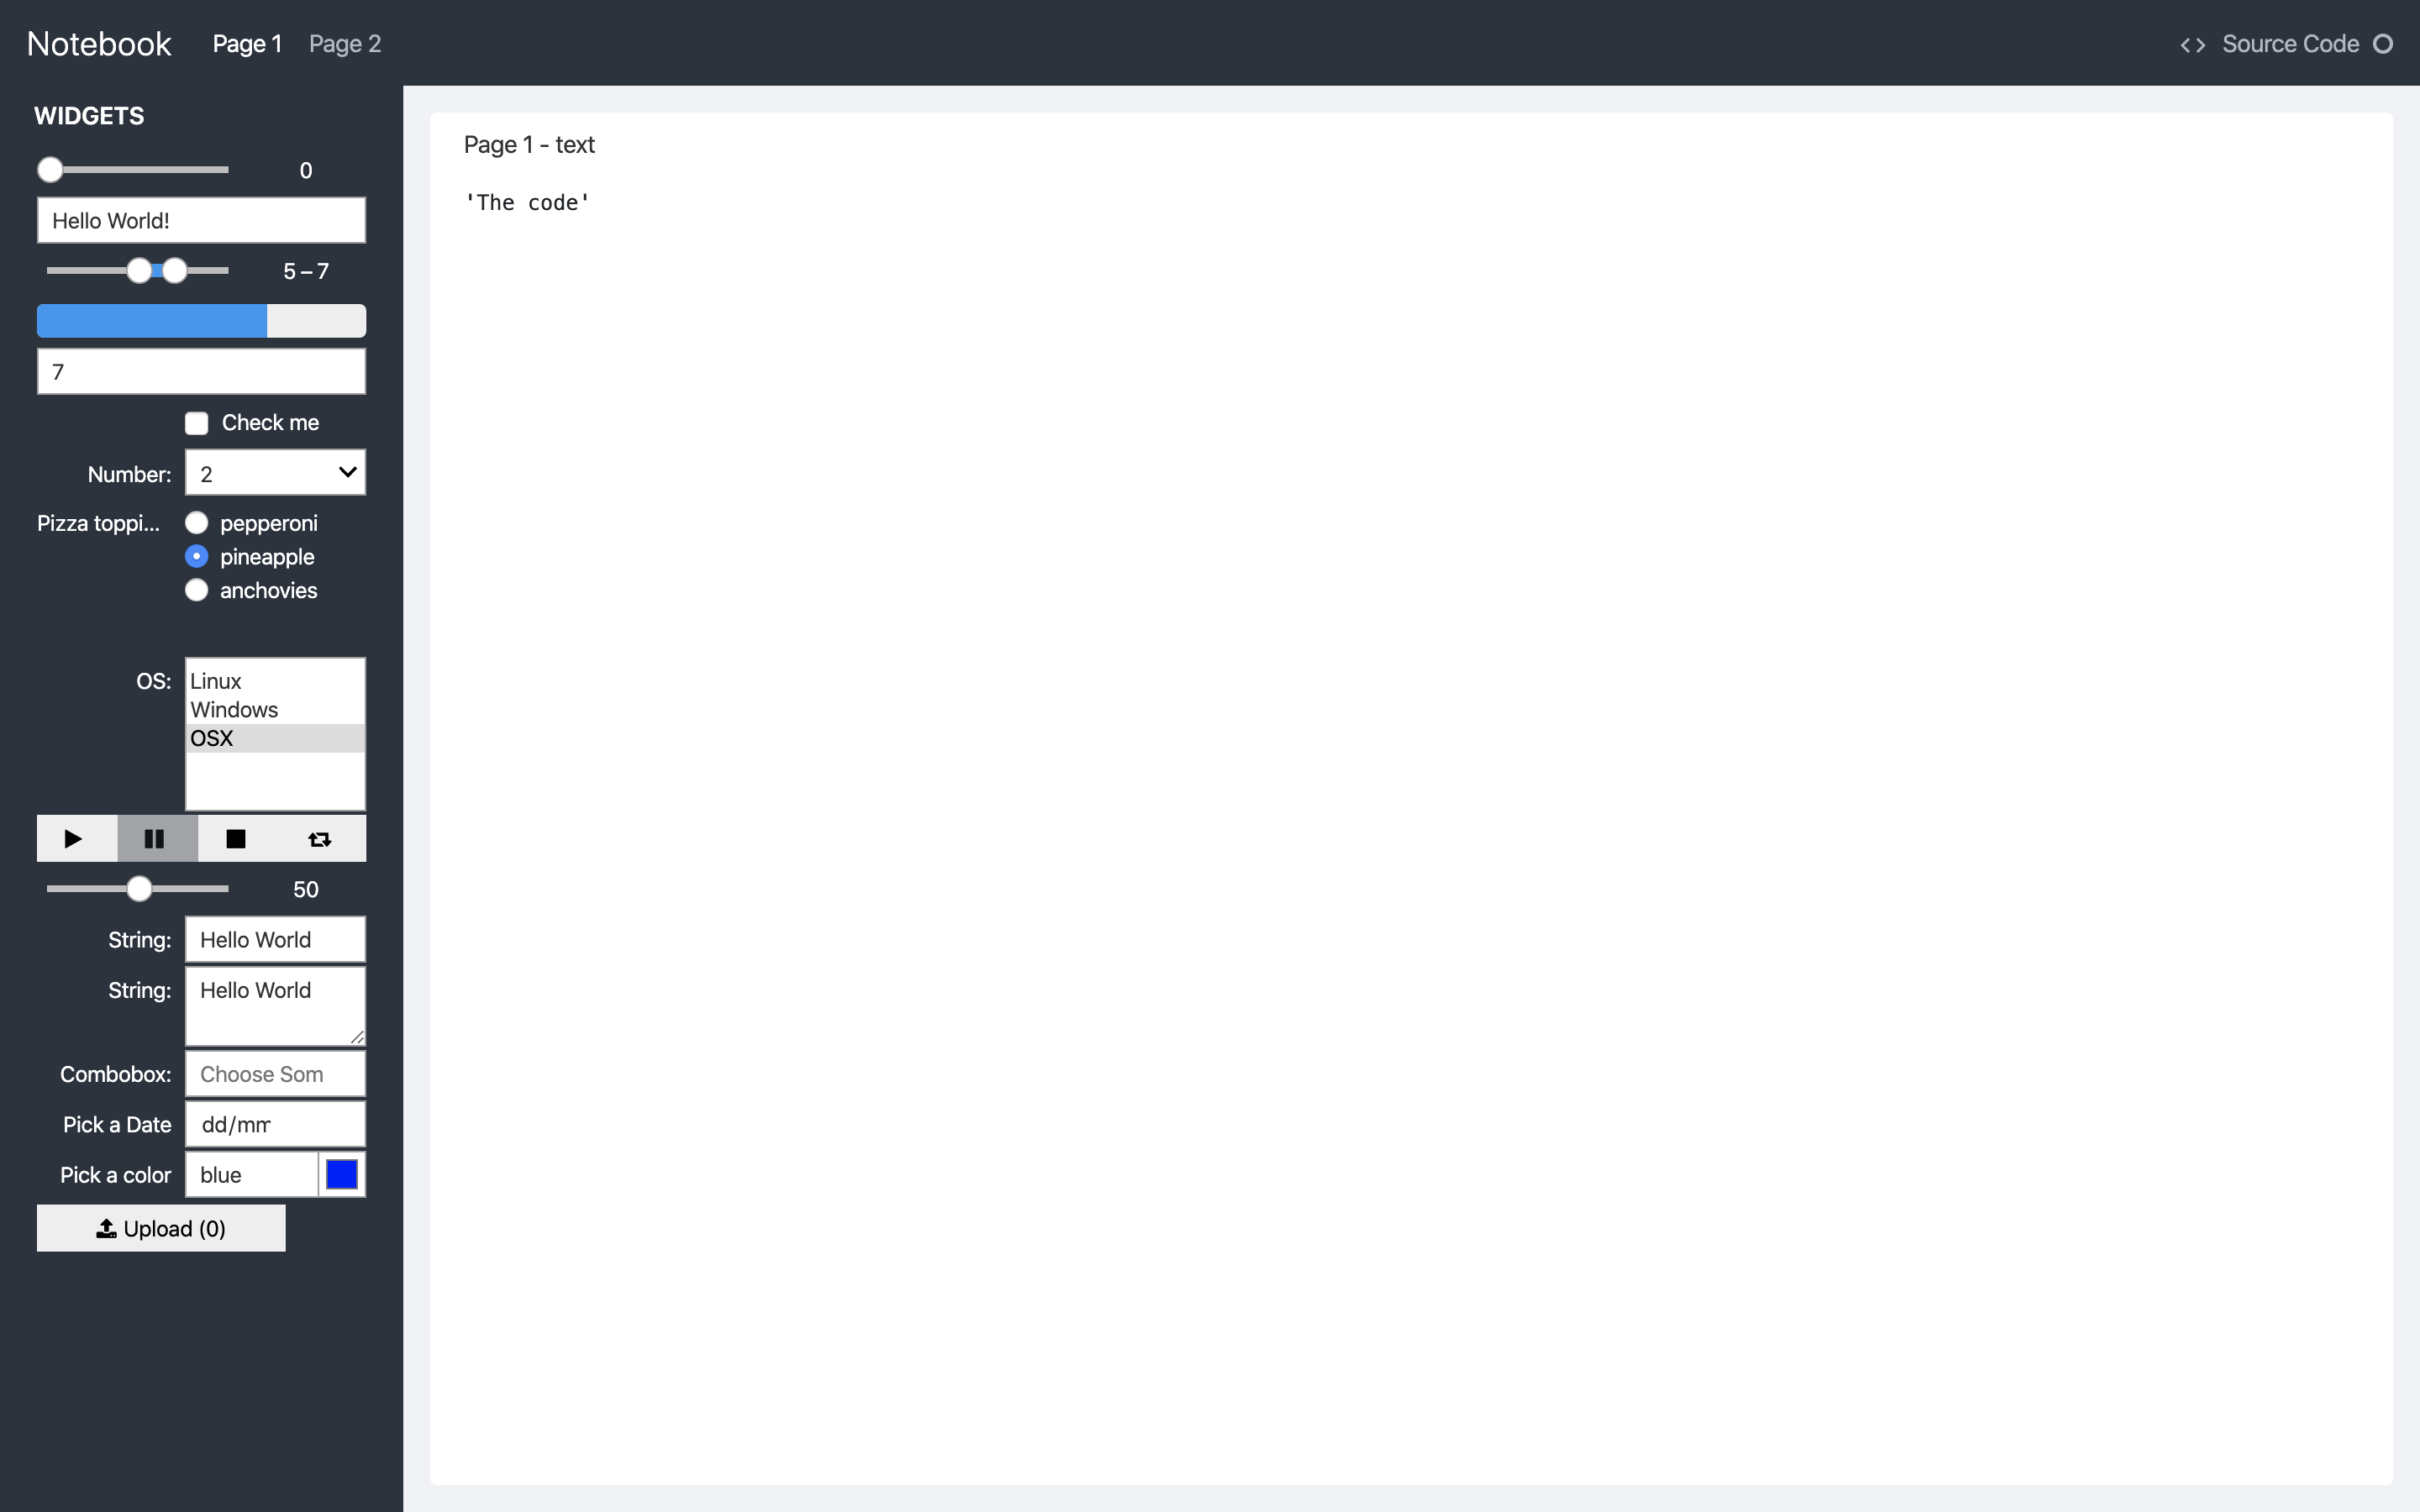 Notebook Page 1 Page 2 Source Code
WIDGETS
0
Hello World!
5 – 7
7
Check me
Number: 2
Pizza toppi... pepperoni
pineapple
anchovies
OS: Linux
Windows
OSX
50
String: Hello World
String: Hello World
Combobox: Choose Som
Pick a Date dd/mm
Pick a color blue
Upload (0)
Page 1 - text
'The code'